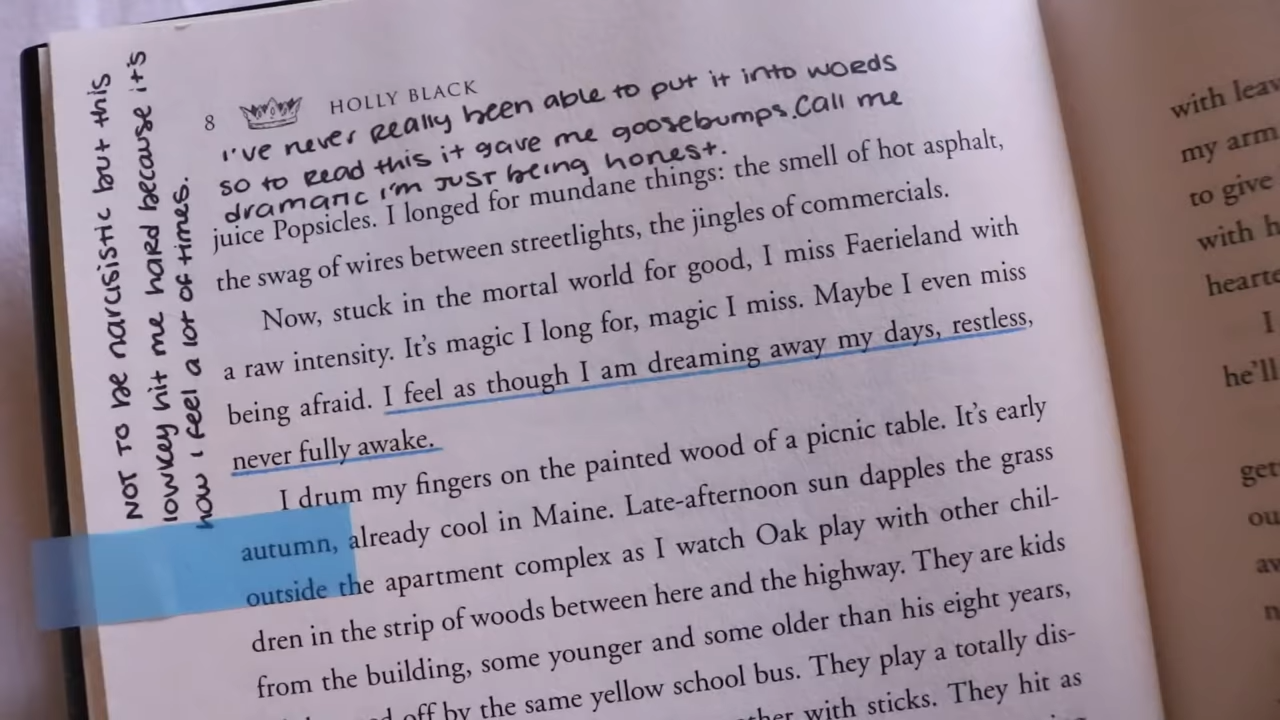 NOT TO be narcisistic but this
lowkey hit me hard because it's
how I feel a lot of times.
8 HOLLY BLACK
I've never really been able to put it into words
so to read this it gave me goosebumps. Call me
dramatic I'm just being honest.
juice Popsicles. I longed for mundane things: the smell of hot asphalt,
the swag of wires between streetlights, the jingles of commercials.
Now, stuck in the mortal world for good, I miss Faerieland with
a raw intensity. It's magic I long for, magic I miss. Maybe I even miss
being afraid. I feel as though I am dreaming away my days, restless,
never fully awake.
I drum my fingers on the painted wood of a picnic table. It's early
autumn, already cool in Maine. Late-afternoon sun dapples the grass
outside the apartment complex as I watch Oak play with other chil-
dren in the strip of woods between here and the highway. They are kids
from the building, some younger and some older than his eight years,
off by the same yellow school bus. They play a totally dis-
with sticks. They hit as
with
my arm
to give
with
I
he'll
get